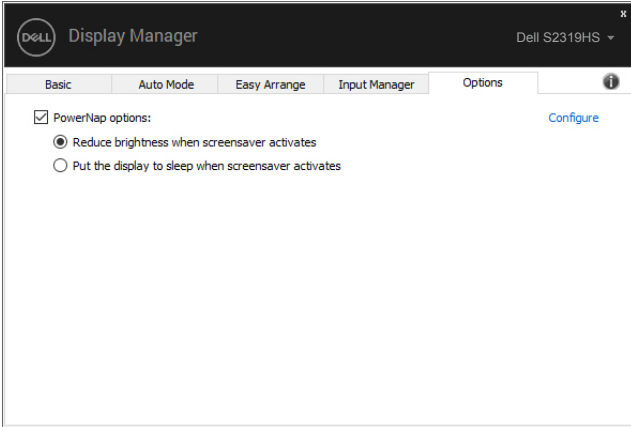 x
DELL Display Manager Dell S2319HS
Basic Auto Mode Easy Arrange Input Manager Options i
PowerNap options: Configure
Reduce brightness when screensaver activates
Put the display to sleep when screensaver activates